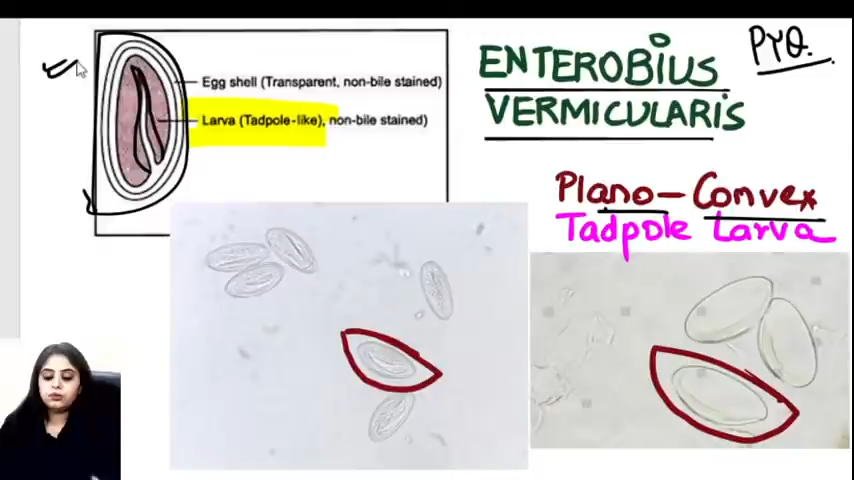 Egg shell (Transparent, non-bile stained)
Larva (Tadpole-like), non-bile stained)
ENTEROBIUS
VERMICULARIS
PYQ.
Plano-Convex
Tadpole Larva